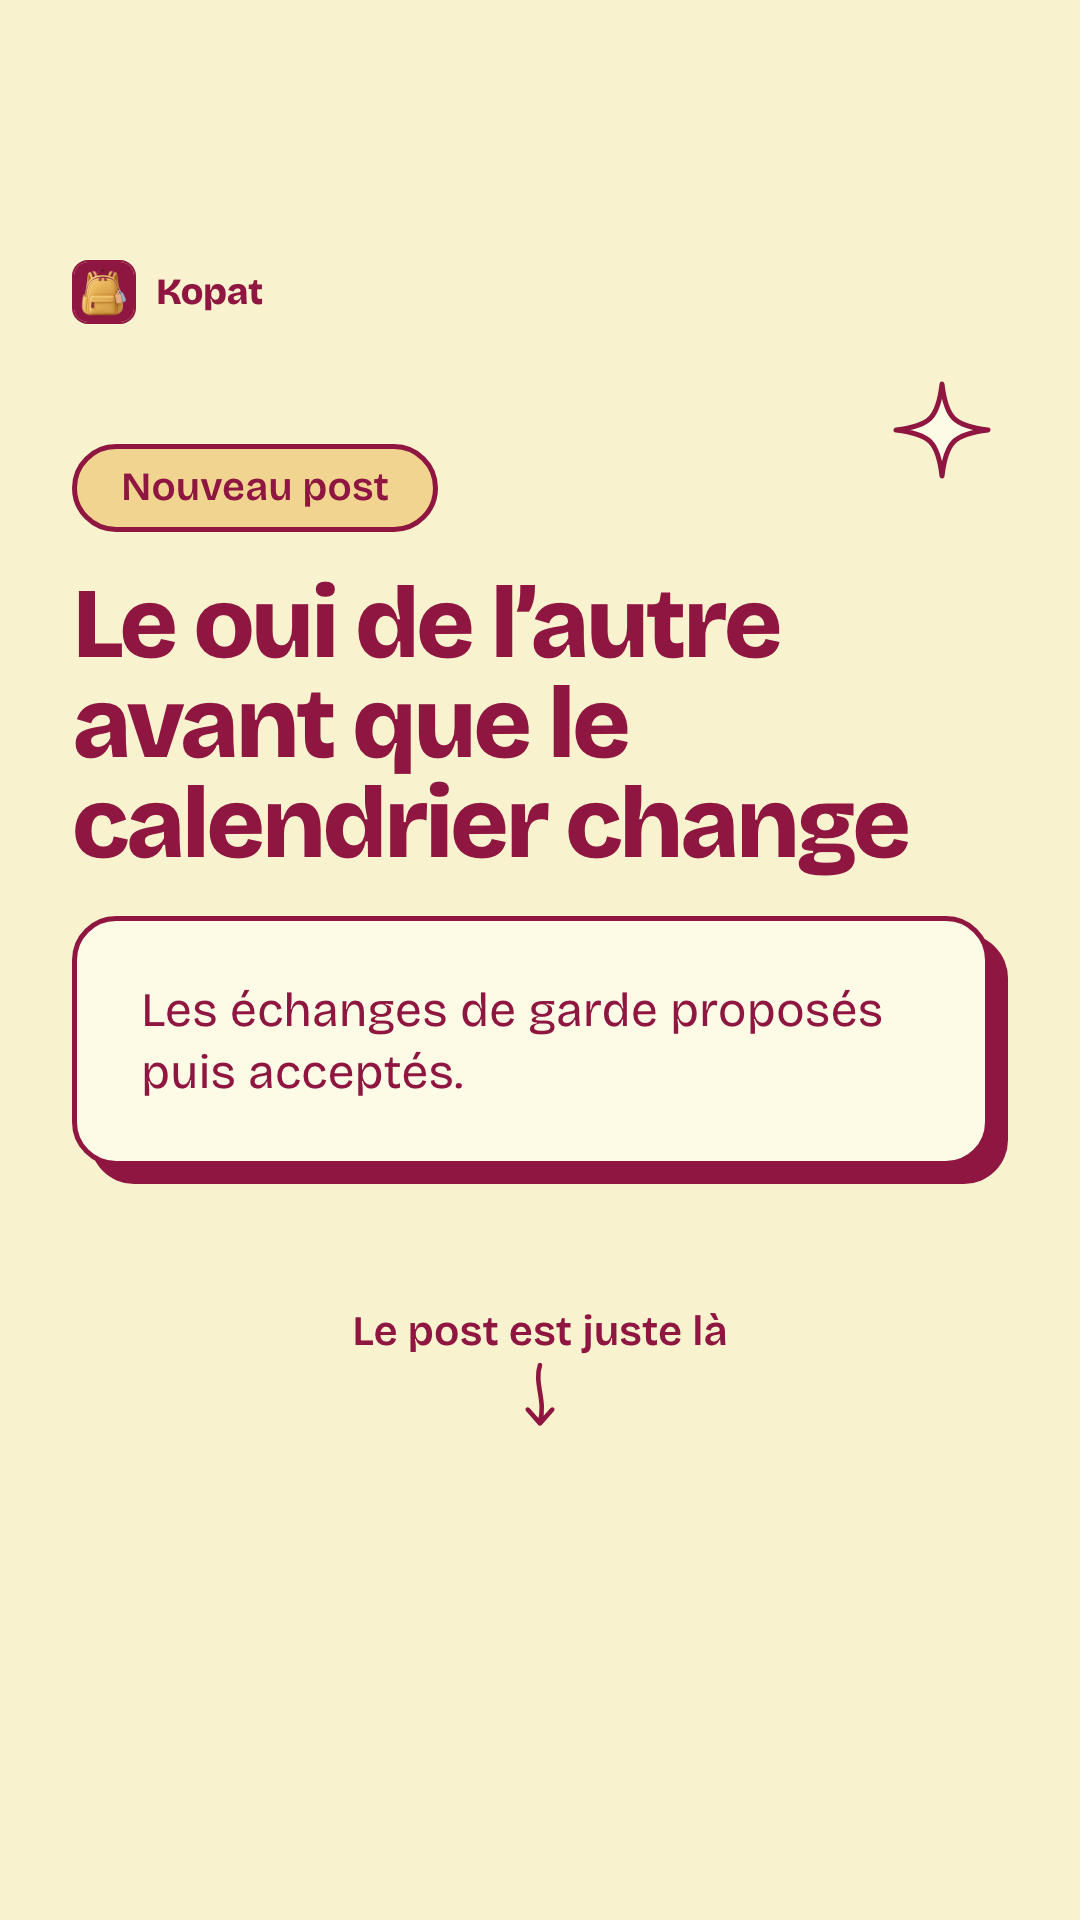 Kopat
Nouveau post
Le oui de l’autre
avant que le
calendrier change
Les échanges de garde proposés
puis acceptés.
Le post est juste là